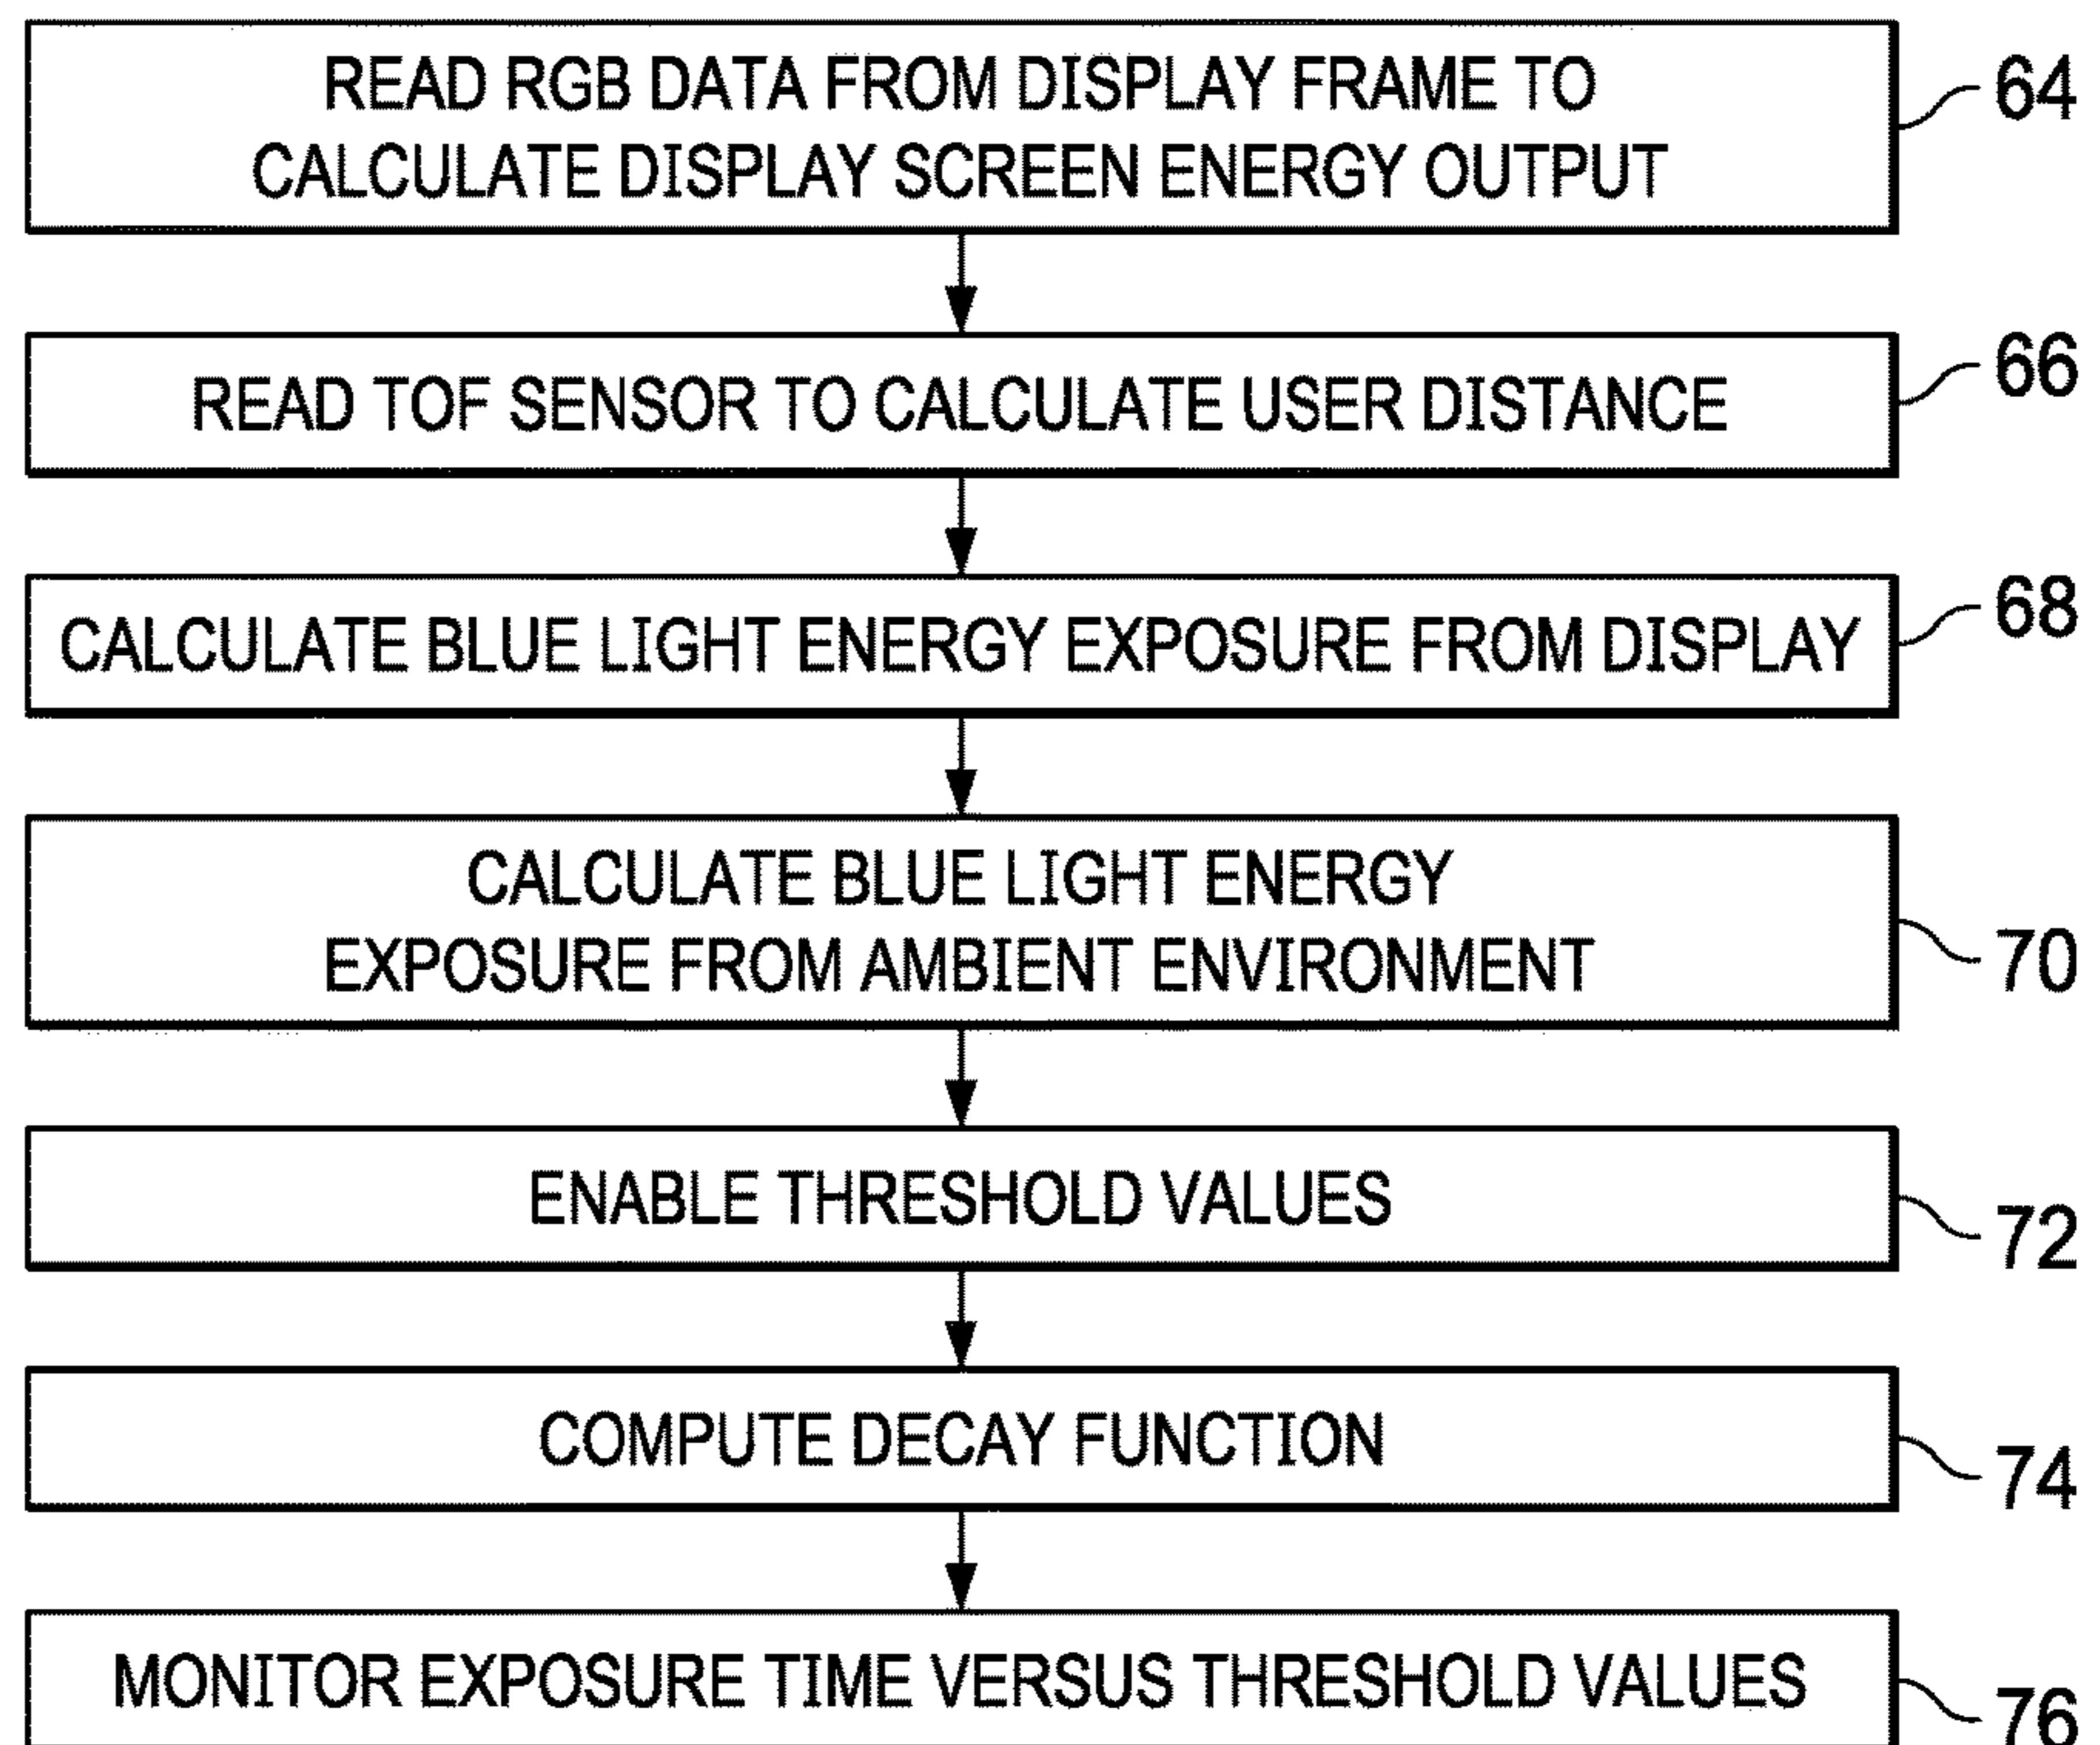 READ RGB DATA FROM DISPLAY FRAME TO
CALCULATE DISPLAY SCREEN ENERGY OUTPUT
64
READ TOF SENSOR TO CALCULATE USER DISTANCE
66
CALCULATE BLUE LIGHT ENERGY EXPOSURE FROM DISPLAY
68
CALCULATE BLUE LIGHT ENERGY
EXPOSURE FROM AMBIENT ENVIRONMENT
70
ENABLE THRESHOLD VALUES
72
COMPUTE DECAY FUNCTION
74
MONITOR EXPOSURE TIME VERSUS THRESHOLD VALUES
76